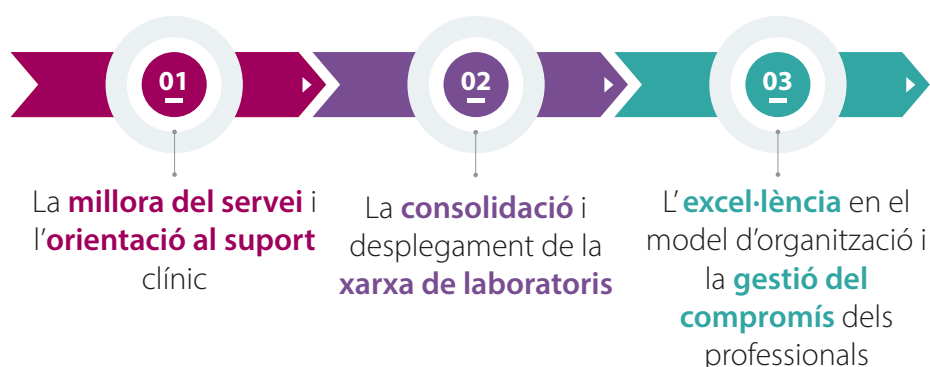 01
02
03
La millora del servei i
l'orientació al suport
clínic
La consolidació i
desplegament de la
xarxa de laboratoris
L'excel·lència en el
model d'organització i
la gestió del
compromís dels
professionals